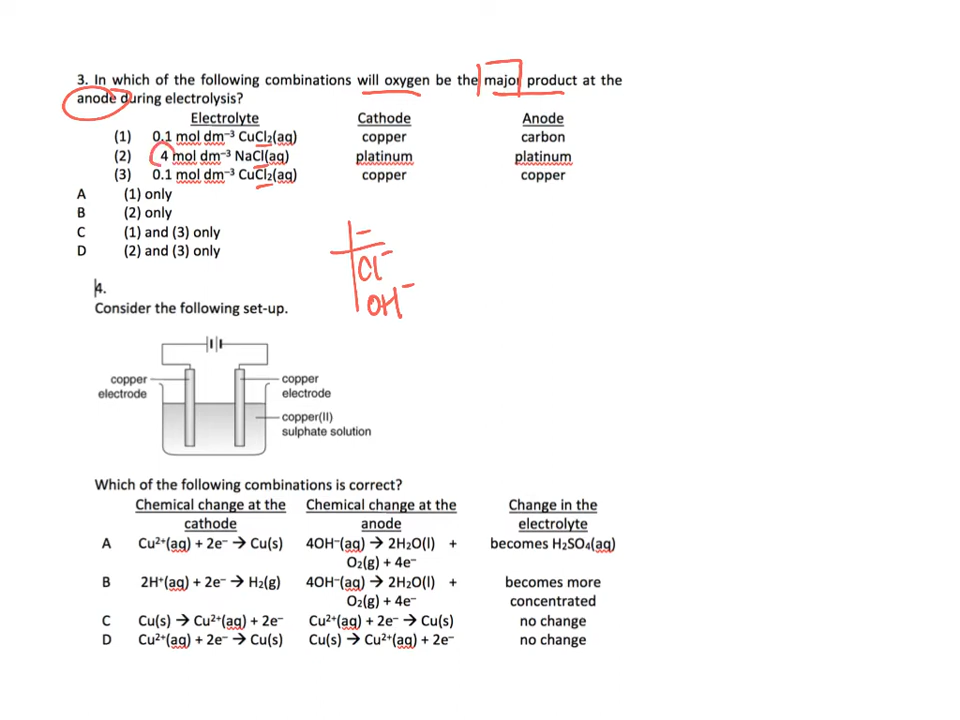 3. In which of the following combinations will oxygen be the major product at the
anode during electrolysis?
Electrolyte Cathode Anode
(1) 0.1 mol dm⁻³ CuCl₂(aq) copper carbon
(2) 4 mol dm⁻³ NaCl(aq) platinum platinum
(3) 0.1 mol dm⁻³ CuCl₂(aq) copper copper
A (1) only
B (2) only
C (1) and (3) only
D (2) and (3) only
−
Cl⁻
OH⁻
4.
Consider the following set-up.
copper
electrode
copper
electrode
copper(II)
sulphate solution
Which of the following combinations is correct?
Chemical change at the Chemical change at the Change in the
cathode anode electrolyte
A Cu²⁺(aq) + 2e⁻ → Cu(s) 4OH⁻(aq) → 2H₂O(l) + becomes H₂SO₄(aq)
O₂(g) + 4e⁻
B 2H⁺(aq) + 2e⁻ → H₂(g) 4OH⁻(aq) → 2H₂O(l) + becomes more
O₂(g) + 4e⁻ concentrated
C Cu(s) → Cu²⁺(aq) + 2e⁻ Cu²⁺(aq) + 2e⁻ → Cu(s) no change
D Cu²⁺(aq) + 2e⁻ → Cu(s) Cu(s) → Cu²⁺(aq) + 2e⁻ no change